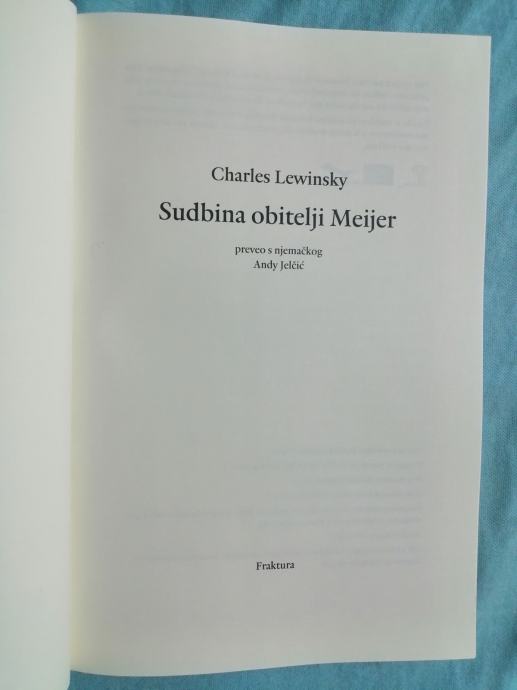 Charles Lewinsky
Sudbina obitelji Meijer
preveo s njemačkog
Andy Jelčić
Fraktura